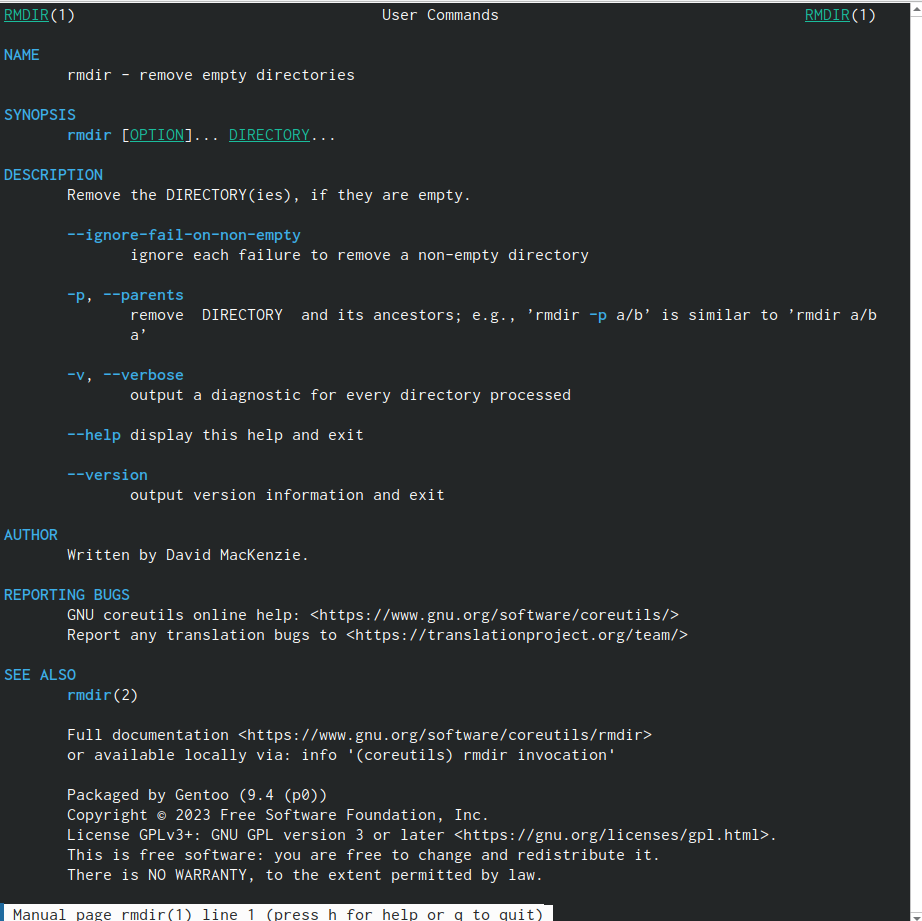 RMDIR(1) User Commands RMDIR(1)
NAME
rmdir - remove empty directories
SYNOPSIS
rmdir [OPTION]... DIRECTORY...
DESCRIPTION
Remove the DIRECTORY(ies), if they are empty.
--ignore-fail-on-non-empty
ignore each failure to remove a non-empty directory
-p, --parents
remove  DIRECTORY  and its ancestors; e.g., ’rmdir -p a/b’ is similar to ’rmdir a/b
a’
-v, --verbose
output a diagnostic for every directory processed
--help display this help and exit
--version
output version information and exit
AUTHOR
Written by David MacKenzie.
REPORTING BUGS
GNU coreutils online help: <https://www.gnu.org/software/coreutils/>
Report any translation bugs to <https://translationproject.org/team/>
SEE ALSO
rmdir(2)
Full documentation <https://www.gnu.org/software/coreutils/rmdir>
or available locally via: info '(coreutils) rmdir invocation'
Packaged by Gentoo (9.4 (p0))
Copyright © 2023 Free Software Foundation, Inc.
License GPLv3+: GNU GPL version 3 or later <https://gnu.org/licenses/gpl.html>.
This is free software: you are free to change and redistribute it.
There is NO WARRANTY, to the extent permitted by law.
Manual page rmdir(1) line 1 (press h for help or q to quit)